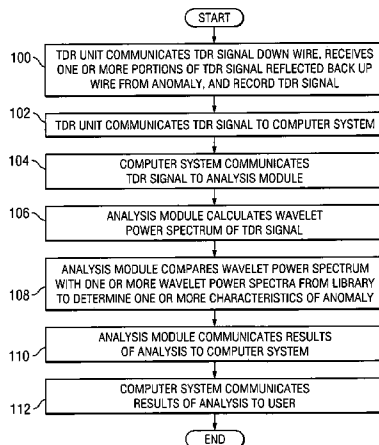 START
100
TDR UNIT COMMUNICATES TDR SIGNAL DOWN WIRE, RECEIVES
ONE OR MORE PORTIONS OF TDR SIGNAL REFLECTED BACK UP
WIRE FROM ANOMALY, AND RECORD TDR SIGNAL
102
TDR UNIT COMMUNICATES TDR SIGNAL TO COMPUTER SYSTEM
104
COMPUTER SYSTEM COMMUNICATES
TDR SIGNAL TO ANALYSIS MODULE
106
ANALYSIS MODULE CALCULATES WAVELET
POWER SPECTRUM OF TDR SIGNAL
108
ANALYSIS MODULE COMPARES WAVELET POWER SPECTRUM
WITH ONE OR MORE WAVELET POWER SPECTRA FROM LIBRARY
TO DETERMINE ONE OR MORE CHARACTERISTICS OF ANOMALY
110
ANALYSIS MODULE COMMUNICATES RESULTS
OF ANALYSIS TO COMPUTER SYSTEM
112
COMPUTER SYSTEM COMMUNICATES
RESULTS OF ANALYSIS TO USER
END